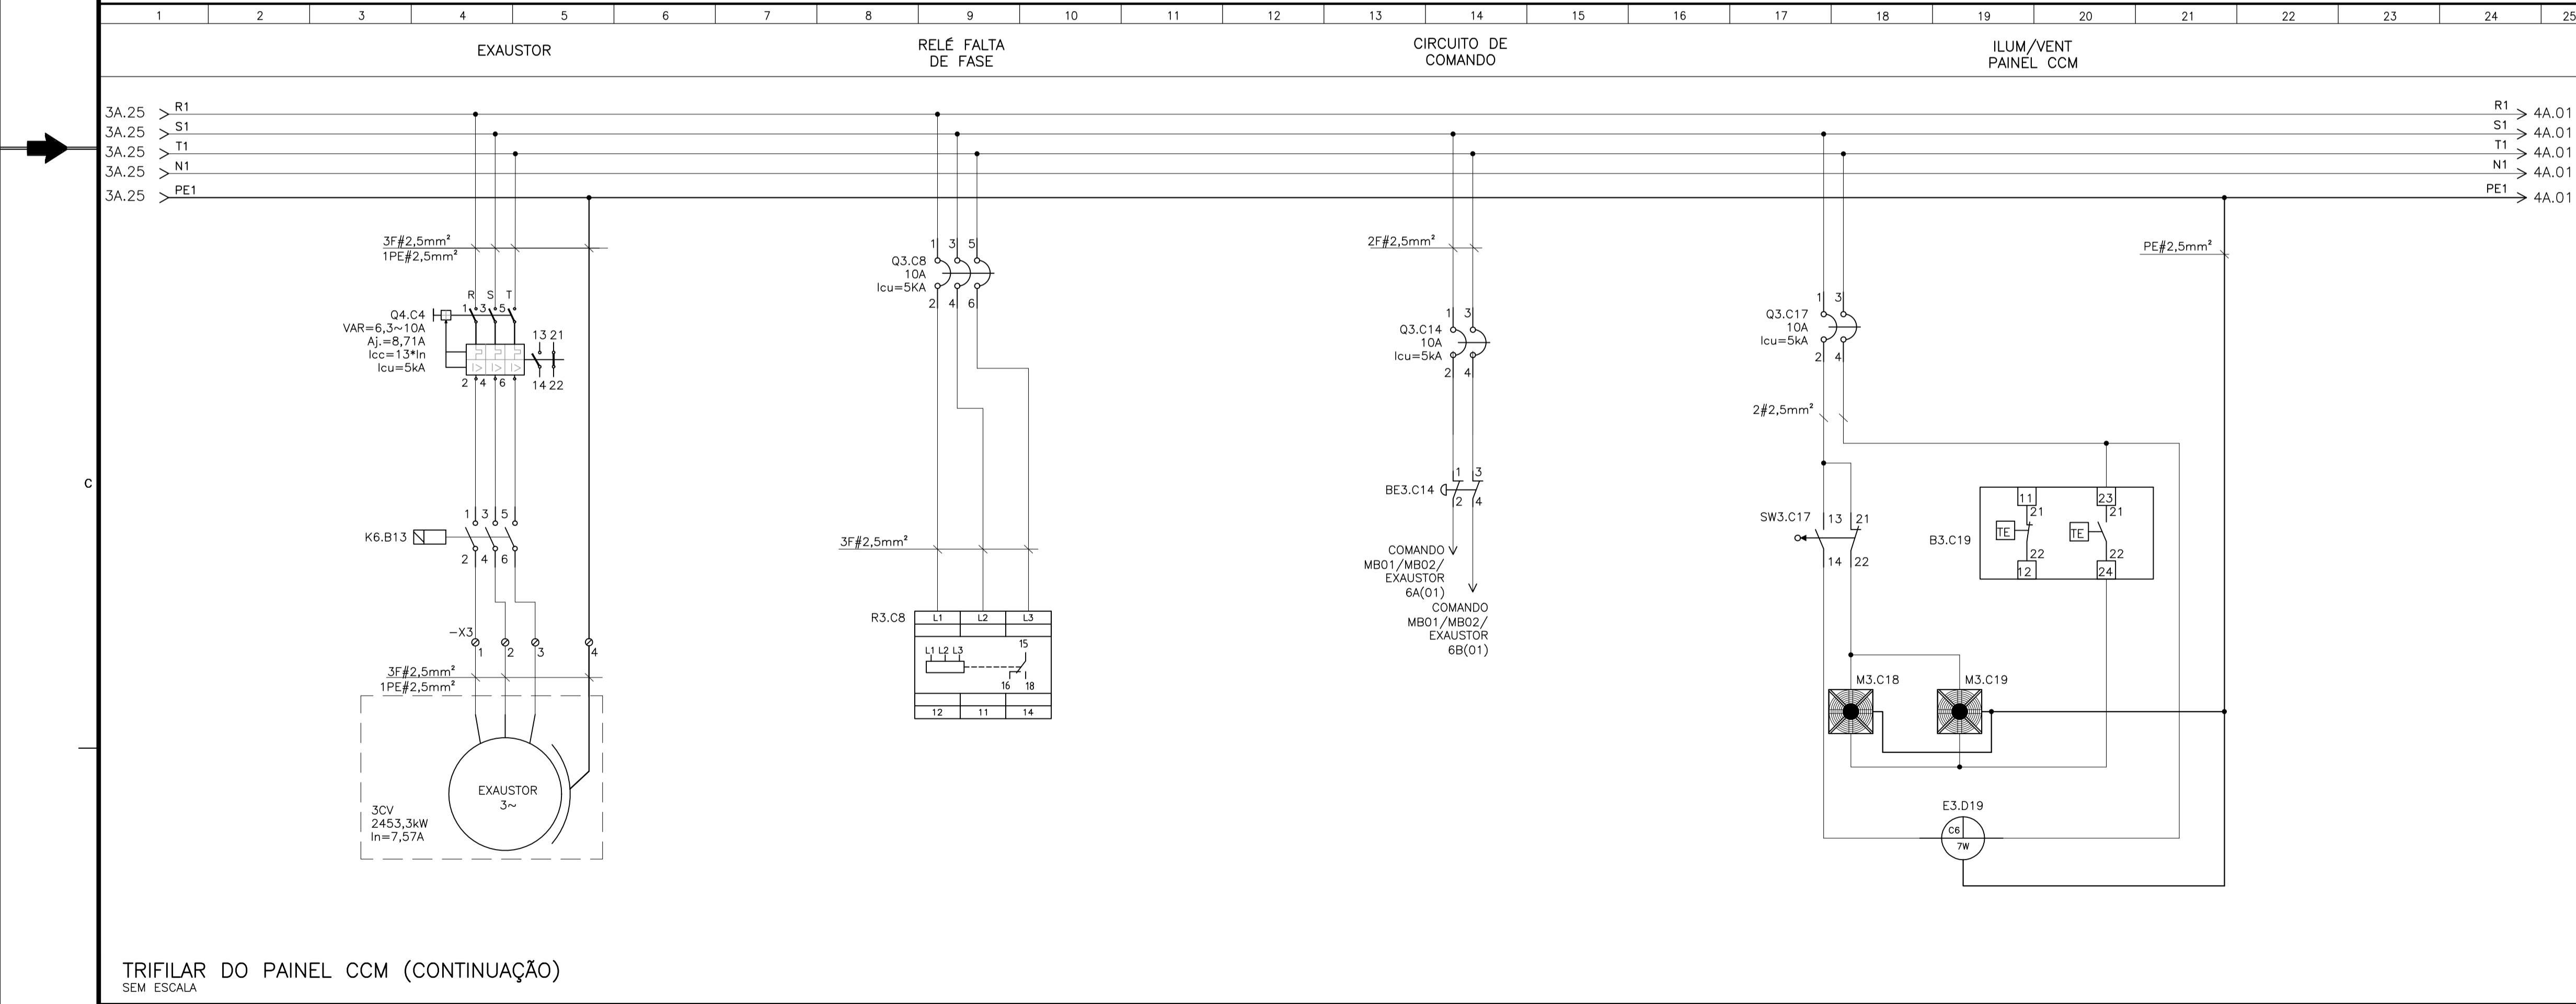 1 2 3 4 5 6 7 8 9 10 11 12 13 14 15 16 17 18 19 20 21 22 23 24 25
EXAUSTOR
RELÉ FALTA
DE FASE
CIRCUITO DE
COMANDO
ILUM/VENT
PAINEL CCM
3A.25 R1 R1 4A.01
3A.25 S1 S1 4A.01
3A.25 T1 T1 4A.01
3A.25 N1 N1 4A.01
3A.25 PE1 PE1 4A.01
C
3F#2,5mm²
1PE#2,5mm²
R S T
1 3 5
Q4.C4
VAR=6,3~10A
Aj.=8,71A
Icc=13*In
Icu=5kA
13 21
I> I> I>
2 4 6
14 22
1 3 5
K6.B13
2 4 6
-X3
1 2 3 4
3F#2,5mm²
1PE#2,5mm²
EXAUSTOR
3~
3CV
2453,3kW
In=7,57A
1 3 5
Q3.C8
10A
Icu=5KA
2 4 6
3F#2,5mm²
R3.C8
L1 L2 L3
15
L1 L2 L3
16 18
12 11 14
2F#2,5mm²
1 3
Q3.C14
10A
Icu=5kA
2 4
1 3
BE3.C14
2 4
COMANDO
MB01/MB02/
EXAUSTOR
6A(01)
COMANDO
MB01/MB02/
EXAUSTOR
6B(01)
PE#2,5mm²
1 3
Q3.C17
10A
Icu=5kA
2 4
2#2,5mm²
SW3.C17
13 21
14 22
B3.C19
11 23
21 21
TE TE
22 22
12 24
M3.C18
M3.C19
E3.D19
C6
7W
TRIFILAR DO PAINEL CCM (CONTINUAÇÃO)
SEM ESCALA